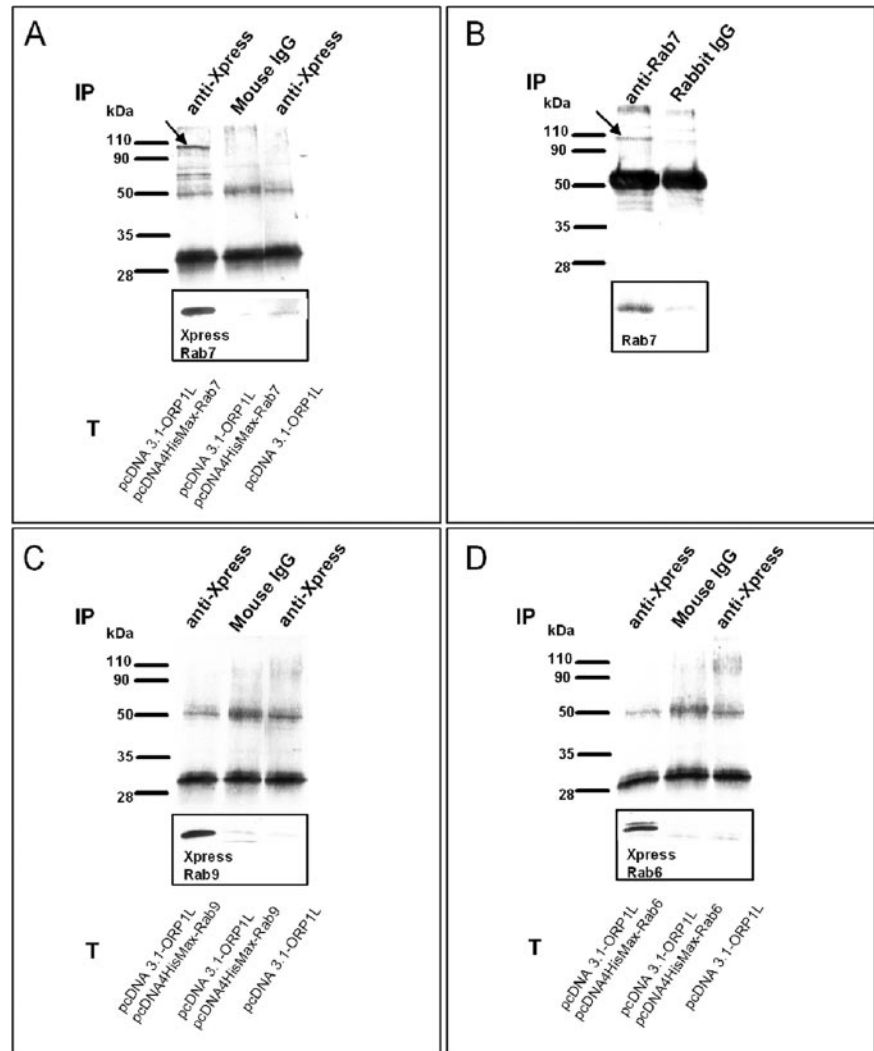 A
IP
anti-Xpress
Mouse IgG
anti-Xpress
kDa
110
90
50
35
28
Xpress
Rab7
T
pcDNA 3.1-ORP1L
pcDNA4HisMax-Rab7
pcDNA 3.1-ORP1L
pcDNA4HisMax-Rab7
pcDNA 3.1-ORP1L
B
IP
anti-Rab7
Rabbit IgG
kDa
110
90
50
35
28
Rab7
C
IP
anti-Xpress
Mouse IgG
anti-Xpress
kDa
110
90
50
35
28
Xpress
Rab9
T
pcDNA 3.1-ORP1L
pcDNA4HisMax-Rab9
pcDNA 3.1-ORP1L
pcDNA4HisMax-Rab9
pcDNA 3.1-ORP1L
D
IP
anti-Xpress
Mouse IgG
anti-Xpress
kDa
110
90
50
35
28
Xpress
Rab6
T
pcDNA 3.1-ORP1L
pcDNA4HisMax-Rab6
pcDNA 3.1-ORP1L
pcDNA4HisMax-Rab6
pcDNA 3.1-ORP1L